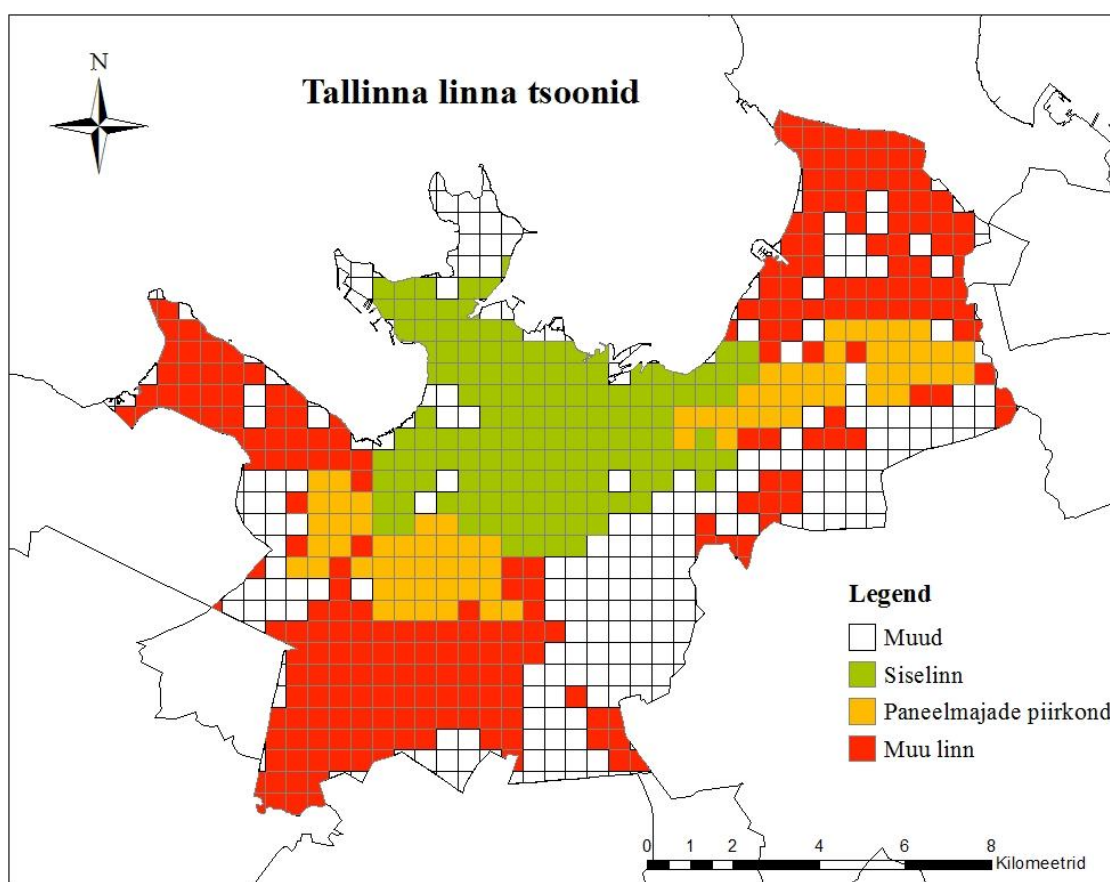 N
Tallinna linna tsoonid
Legend
Muud
Siselinn
Paneelmajade piirkond
Muu linn
0 1 2 4 6 8
Kilomeetrid